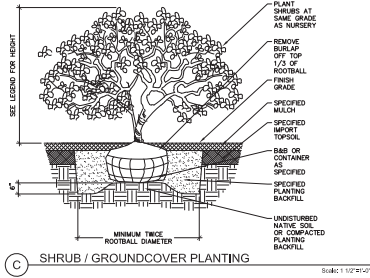 PLANT
SHRUBS AT
SAME GRADE
AS NURSERY
REMOVE
BURLAP
OFF TOP
1/3 OF
ROOTBALL
FINISH
GRADE
SPECIFIED
MULCH
SPECIFIED
IMPORT
TOPSOIL
B&B OR
CONTAINER
AS
SPECIFIED
SPECIFIED
PLANTING
BACKFILL
UNDISTURBED
NATIVE SOIL
OR COMPACTED
PLANTING
BACKFILL
SEE LEGEND FOR HEIGHT
6"
MINIMUM TWICE
ROOTBALL DIAMETER
C SHRUB / GROUNDCOVER PLANTING
Scale: 1 1/2"=1'-0"